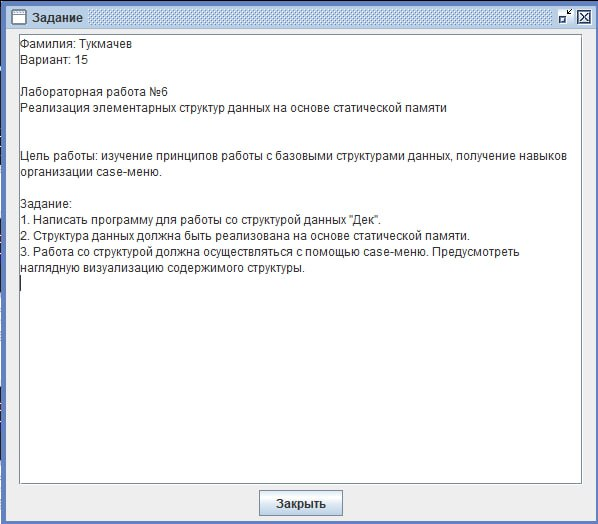 Задание
Фамилия: Тукмачев
Вариант: 15
Лабораторная работа №6
Реализация элементарных структур данных на основе статической памяти
Цель работы: изучение принципов работы с базовыми структурами данных, получение навыков
организации case-меню.
Задание:
1. Написать программу для работы со структурой данных "Дек".
2. Структура данных должна быть реализована на основе статической памяти.
3. Работа со структурой должна осуществляться с помощью case-меню. Предусмотреть
наглядную визуализацию содержимого структуры.
Закрыть